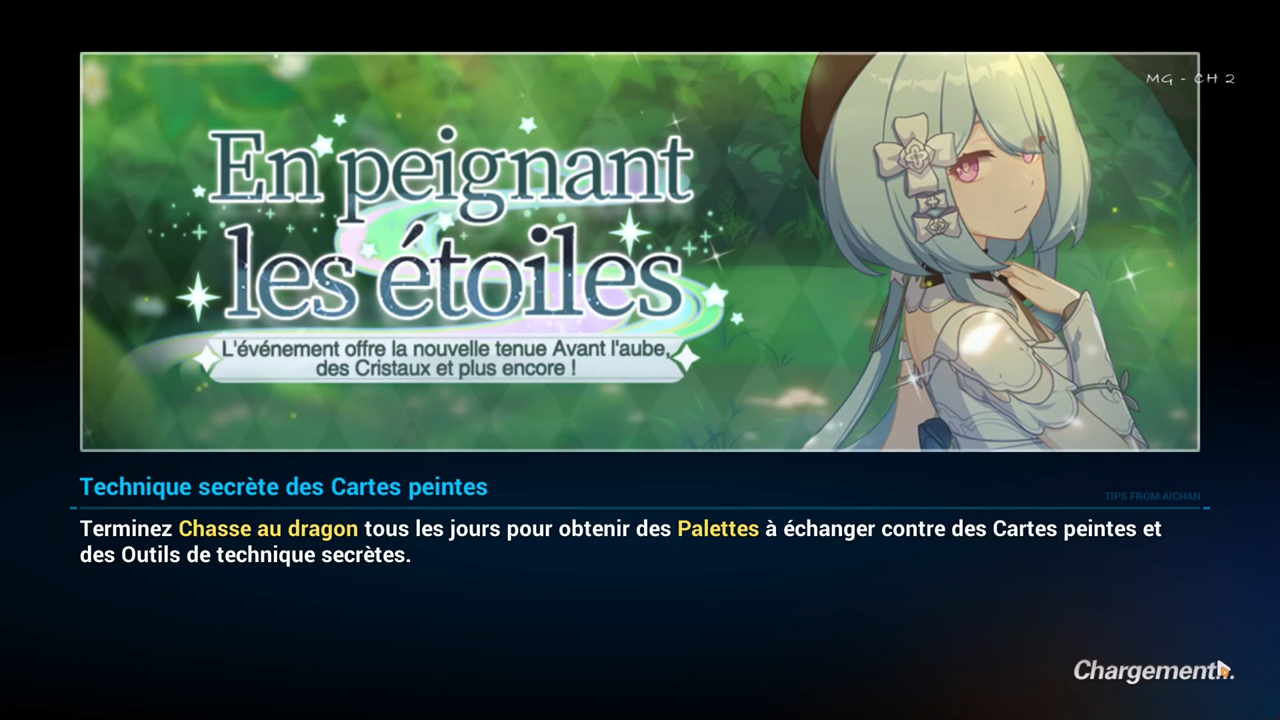 MG - CH 2
En peignant
les étoiles
L'événement offre la nouvelle tenue Avant l'aube,
des Cristaux et plus encore !
Technique secrète des Cartes peintes
TIPS FROM AICHAN
Terminez Chasse au dragon tous les jours pour obtenir des Palettes à échanger contre des Cartes peintes et
des Outils de technique secrètes.
Chargement...